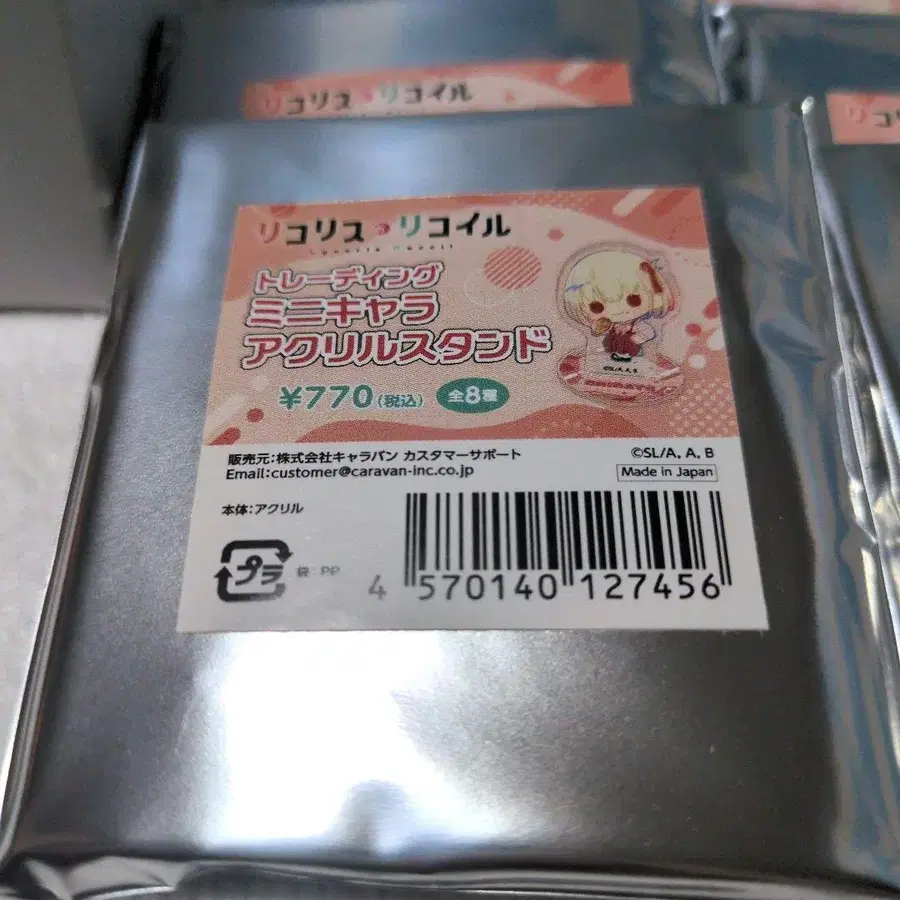 リコリス・リコイル
リコリス・リコイル
Lycoris Recoil
トレーディング
ミニキャラ
アクリルスタンド
¥770(税込) 全8種
©SL/A, A, B
販売元:株式会社キャラバン カスタマーサポート
Email:customer@caravan-inc.co.jp
©SL/A, A, B
Made in Japan
本体:アクリル
プラ 袋:PP
4 570140 127456
リコリ